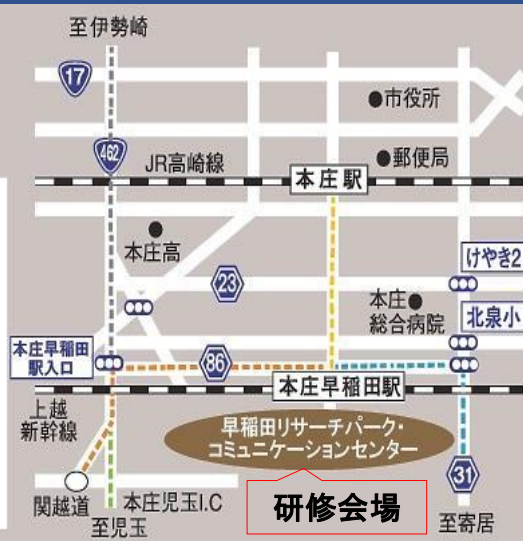 至伊勢崎
17
●市役所
462
JR高崎線
●郵便局
本庄駅
本庄高
けやき2
23
本庄●
総合病院
北泉小
本庄早稲田
駅入口
86
本庄早稲田駅
上越
新幹線
早稲田リサーチパーク・
コミュニケーションセンター
31
関越道
本庄児玉I.C
研修会場
至児玉
至寄居